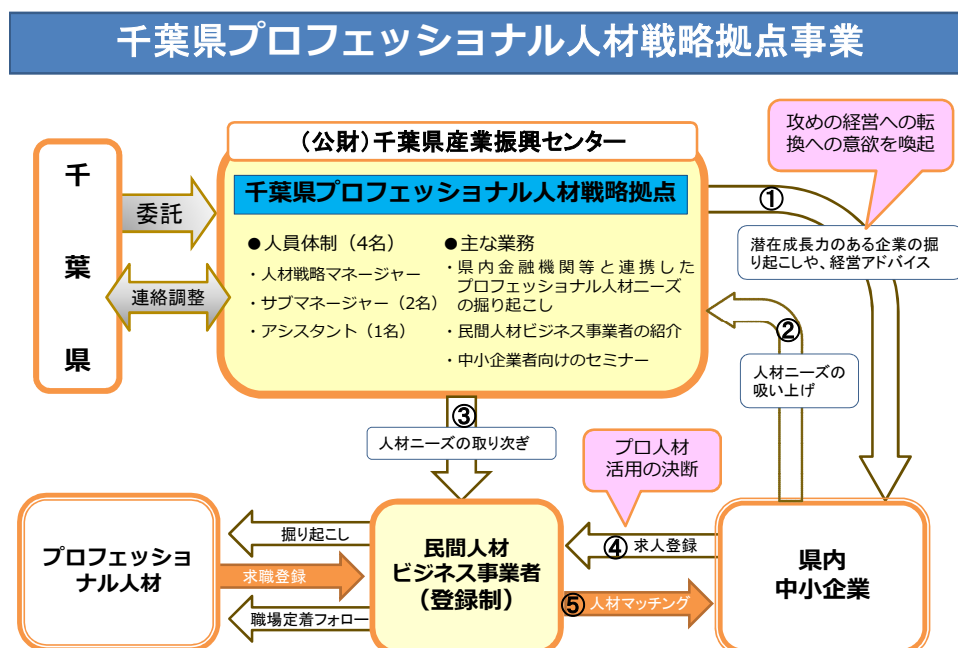 千葉県プロフェッショナル人材戦略拠点事業
攻めの経営への転
換への意欲を喚起
(公財)千葉県産業振興センター
千葉県
委託
連絡調整
千葉県プロフェッショナル人材戦略拠点
●人員体制（4名）
・人材戦略マネージャー
・サブマネージャー（2名）
・アシスタント（1名）
●主な業務
・県内金融機関等と連携した
プロフェッショナル人材ニーズ
の掘り起こし
・民間人材ビジネス事業者の紹介
・中小企業者向けのセミナー
①
潜在成長力のある企業の掘
り起こしや、経営アドバイス
②
人材ニーズの
吸い上げ
③
人材ニーズの取り次ぎ
プロ人材
活用の決断
プロフェッショ
ナル人材
掘り起こし
求職登録
職場定着フォロー
民間人材
ビジネス事業者
（登録制）
④ 求人登録
⑤ 人材マッチング
県内
中小企業